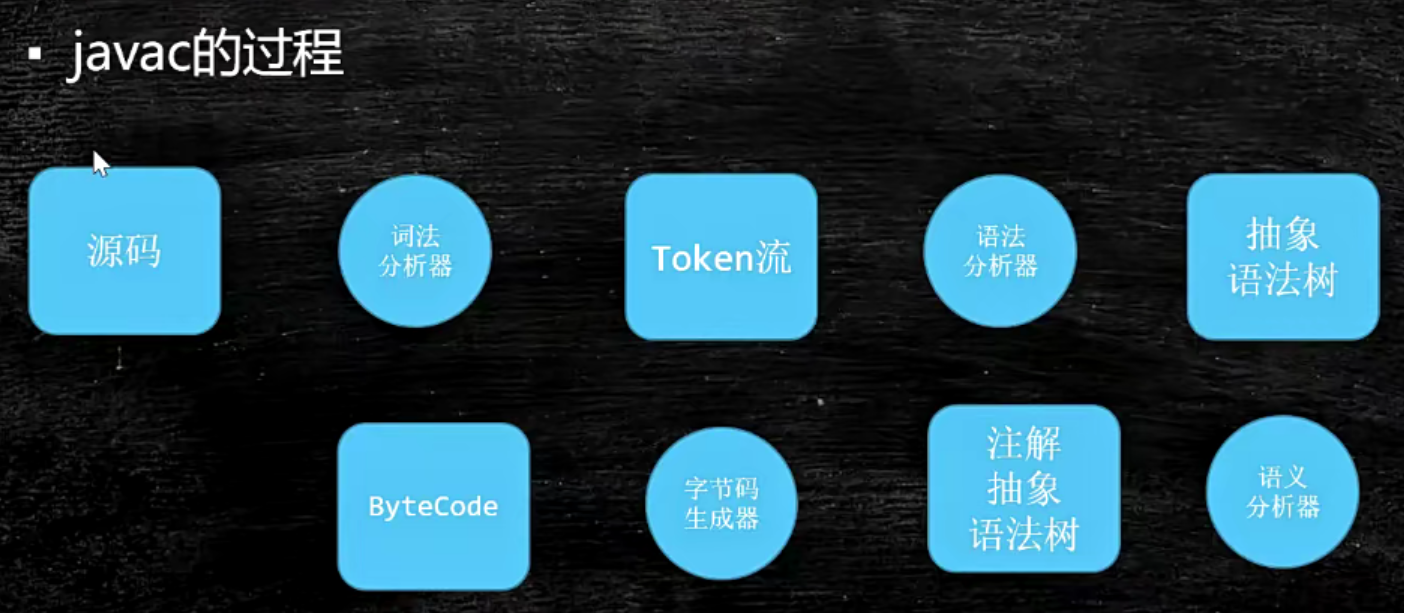 ▪ javac的过程
源码
词法
分析器
Token流
语法
分析器
抽象
语法树
ByteCode
字节码
生成器
注解
抽象
语法树
语义
分析器